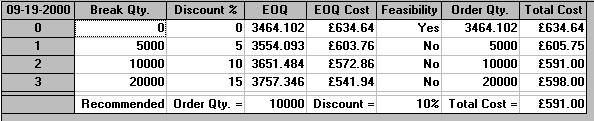 09-19-2000 Break Qty. Discount % EOQ EOQ Cost Feasibility Order Qty. Total Cost
0 0 0 3464.102 £634.64 Yes 3464.102 £634.64
1 5000 5 3554.093 £603.76 No 5000 £605.75
2 10000 10 3651.484 £572.86 No 10000 £591.00
3 20000 15 3757.346 £541.94 No 20000 £598.00
Recommended Order Qty. = 10000 Discount = 10% Total Cost = £591.00